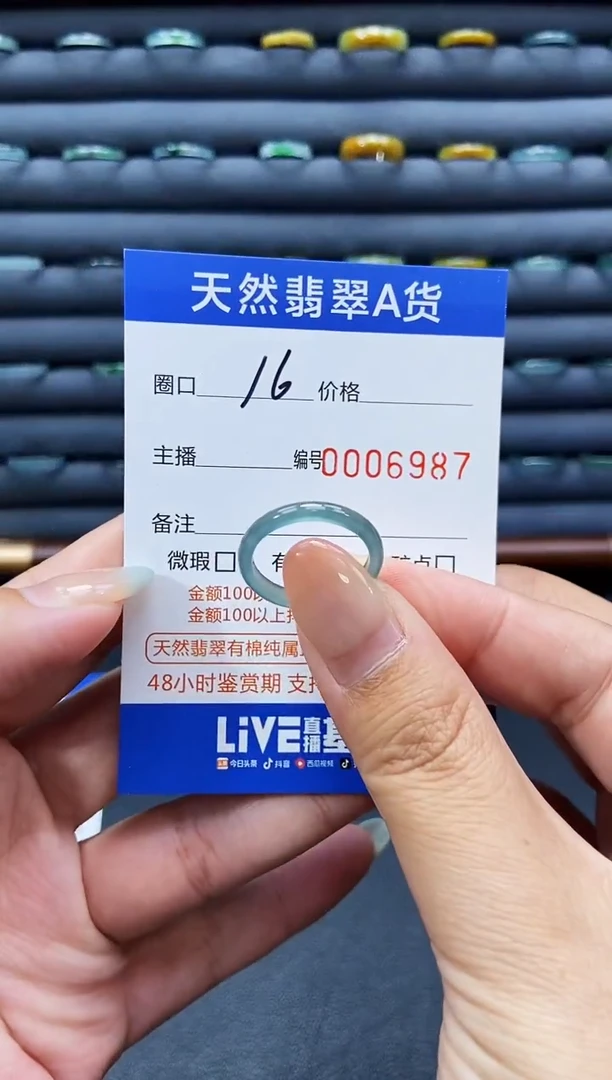 天然翡翠A货
圈口 16 价格
主播 编号0006987
备注
微瑕 有 点
金额100
金额100以上
天然翡翠有棉纯属
48小时鉴赏期 支
LiVE直播基
今日头条 抖音 西瓜视频